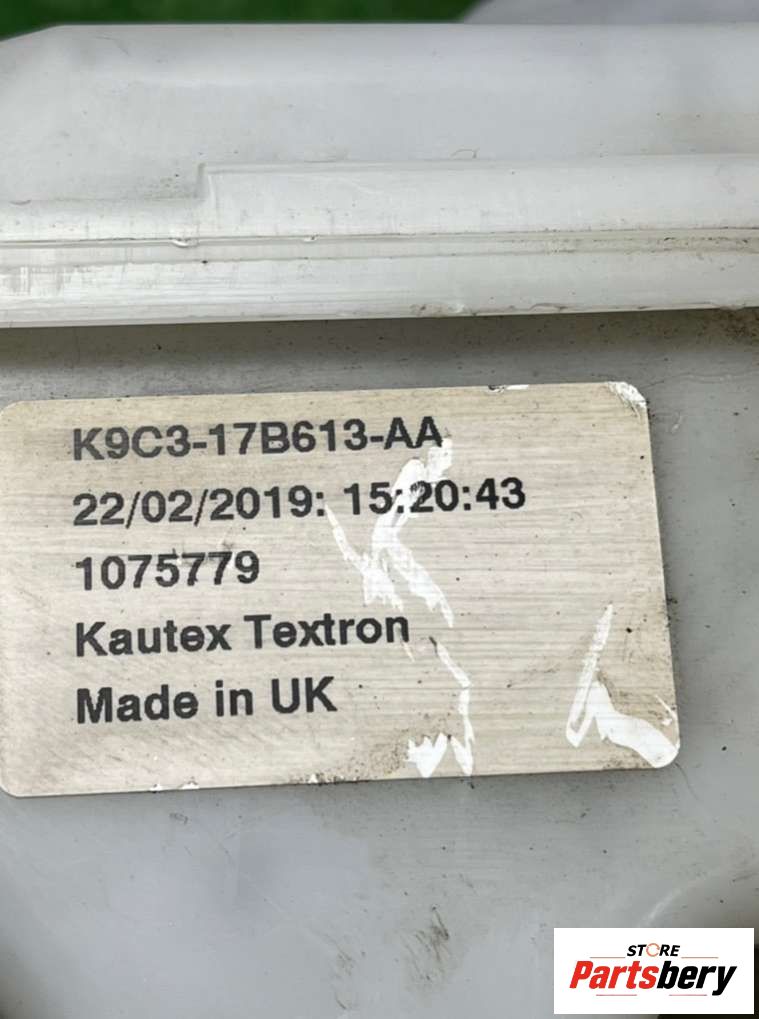 K9C3-17B613-AA
22/02/2019: 15:20:43
1075779
Kautex Textron
Made in UK
STORE
Partsbery